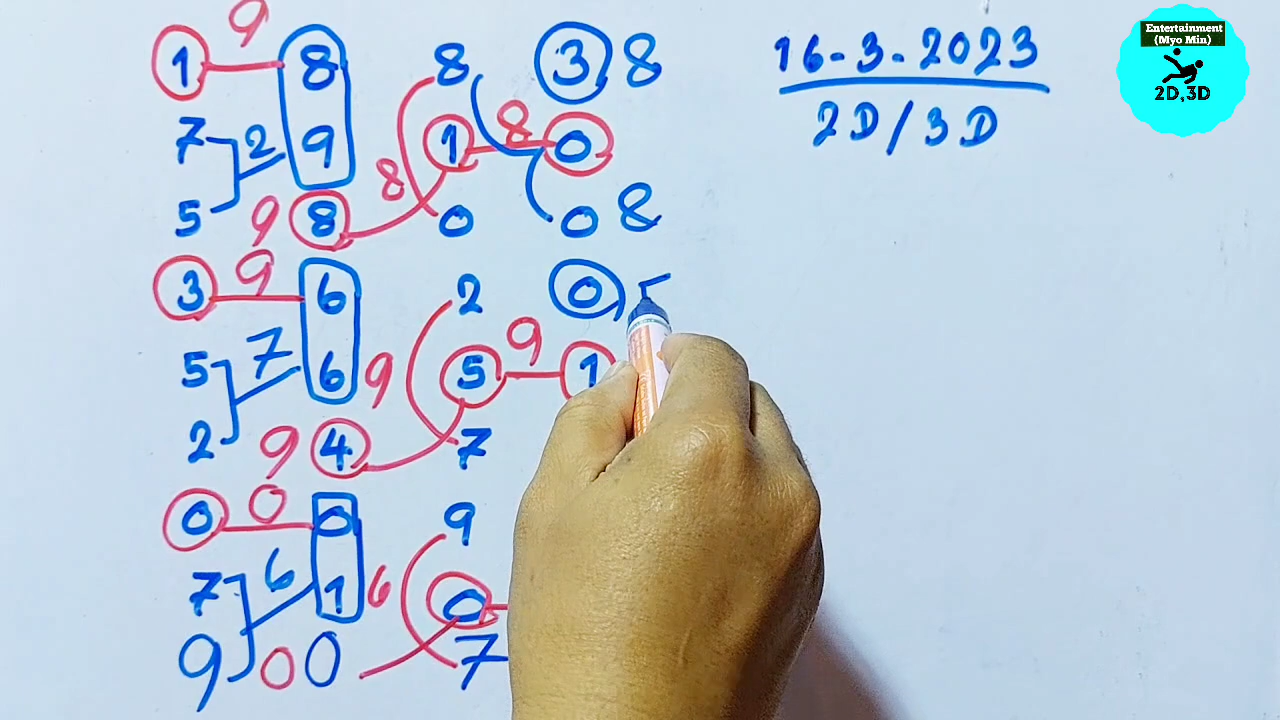 9
1 8 8 3 8 16-3-2023
7 2 9 1 8 0 2D/3D
5 9 8 8 0 0 8
3 9 6 2 0
5 7 6 9 5 9 1
2 9 4 7
0 0 0 9
7 6 1 6 0
9 0 0 7
Entertainment
(Myo Min)
2D,3D